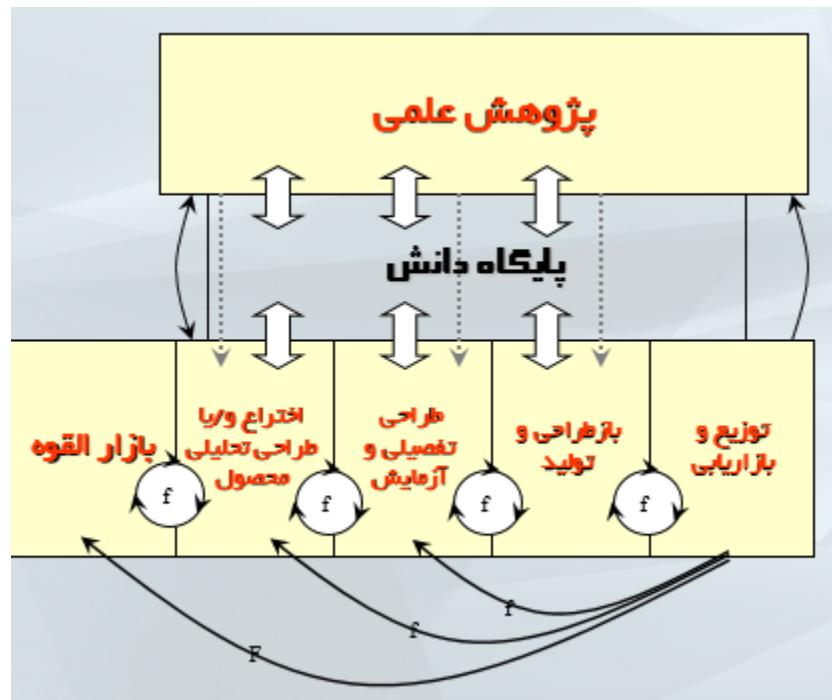 پژوهش علمی
پایگاه دانش
بازار القوه
اختراع و/یا
طراحی تحلیلی
محصول
طراحی
تفصیلی و
آزمایش
بازطراحی و
تولید
توزیع و
بازاریابی
f
f
f
f
f
f
F